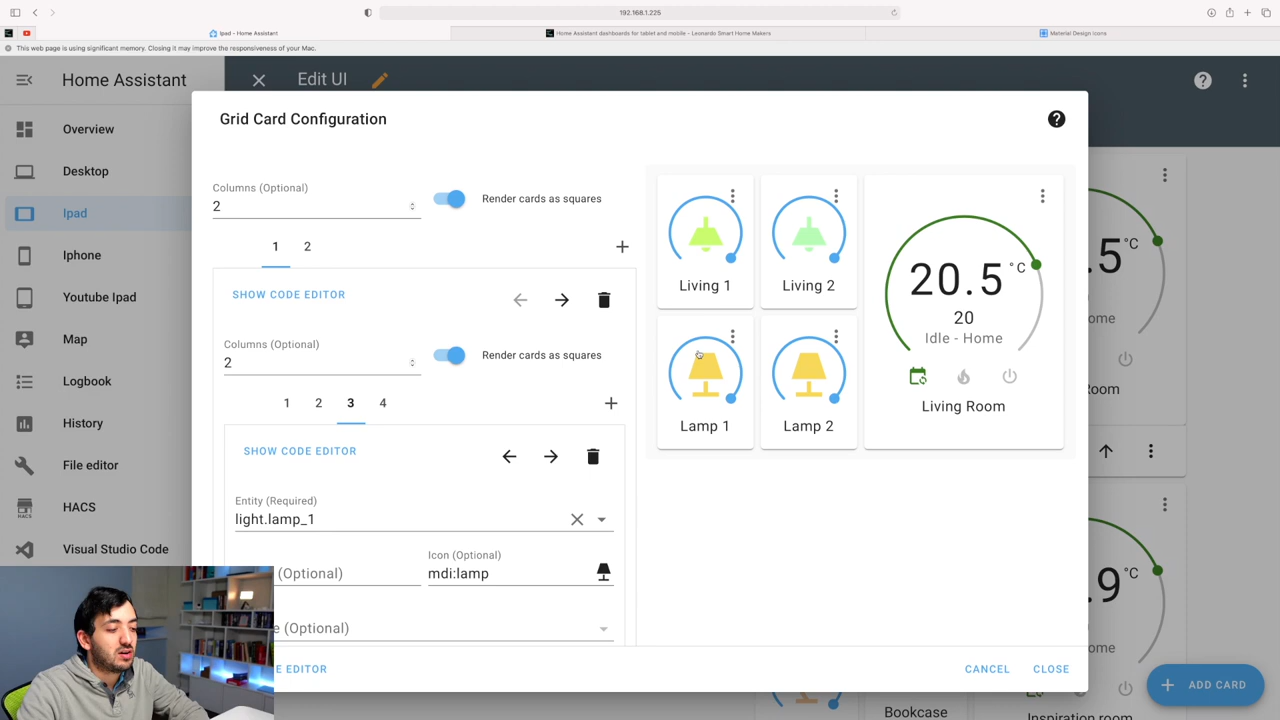 192.168.1.225
Ipad - Home Assistant
Home Assistant dashboards for tablet and mobile - Leonardo Smart Home Makers
Material Design Icons
This web page is using significant memory. Closing it may improve the responsiveness of your Mac.
Home Assistant
Edit UI
Overview
Desktop
Ipad
Iphone
Youtube Ipad
Map
Logbook
History
File editor
HACS
HACS
Visual Studio Code
Grid Card Configuration
Columns (Optional)
2
Render cards as squares
1 2
SHOW CODE EDITOR
Columns (Optional)
2
Render cards as squares
1 2 3 4
SHOW CODE EDITOR
Entity (Required)
light.lamp_1
(Optional)
Icon (Optional)
mdi:lamp
e (Optional)
E EDITOR
CANCEL CLOSE
Living 1
Living 2
Lamp 1
Lamp 2
20.5 °C
20
Idle - Home
Living Room
.5 °C
ome
Room
.9 °C
ome
Bookcase
Inspiration room
ADD CARD